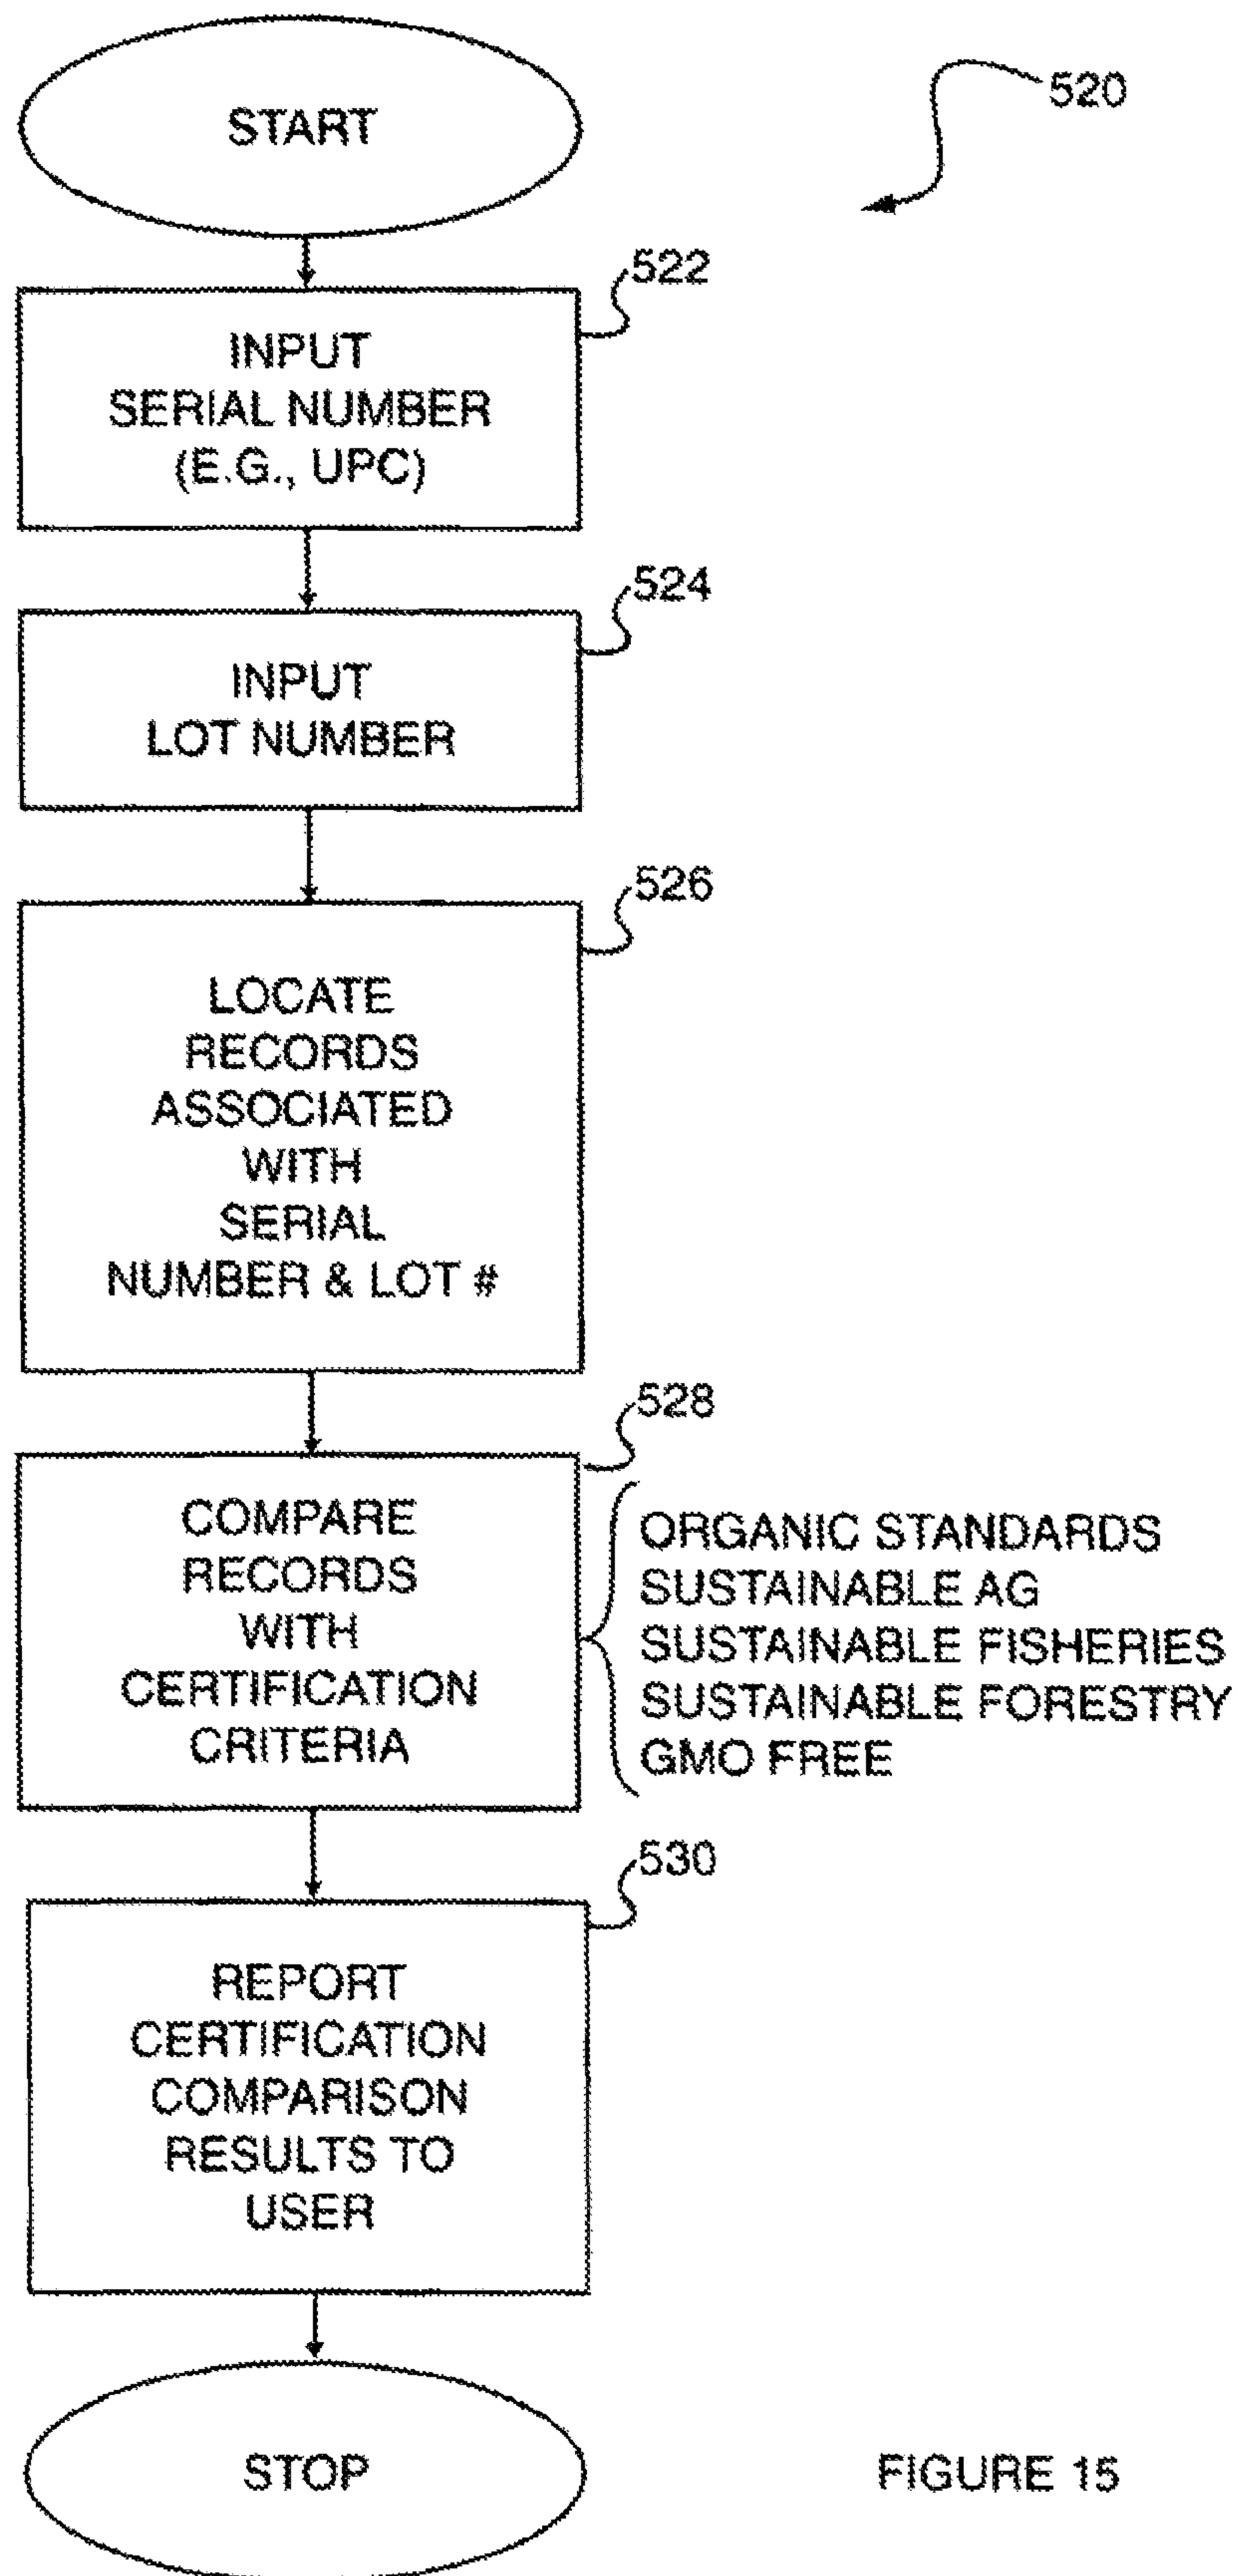 START
520
522
INPUT
SERIAL NUMBER
(E.G., UPC)
524
INPUT
LOT NUMBER
526
LOCATE
RECORDS
ASSOCIATED
WITH
SERIAL
NUMBER & LOT #
528
COMPARE
RECORDS
WITH
CERTIFICATION
CRITERIA
ORGANIC STANDARDS
SUSTAINABLE AG
SUSTAINABLE FISHERIES
SUSTAINABLE FORESTRY
GMO FREE
530
REPORT
CERTIFICATION
COMPARISON
RESULTS TO
USER
STOP
FIGURE 15